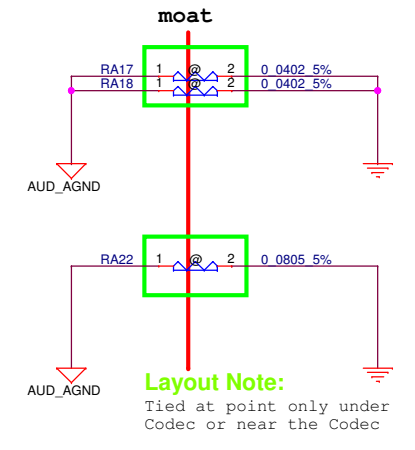 moat
RA17 1 @ 2 0_0402_5%
RA18 1 @ 2 0_0402_5%
AUD_AGND
RA22 1 @ 2 0_0805_5%
AUD_AGND
Layout Note:
Tied at point only under
Codec or near the Codec